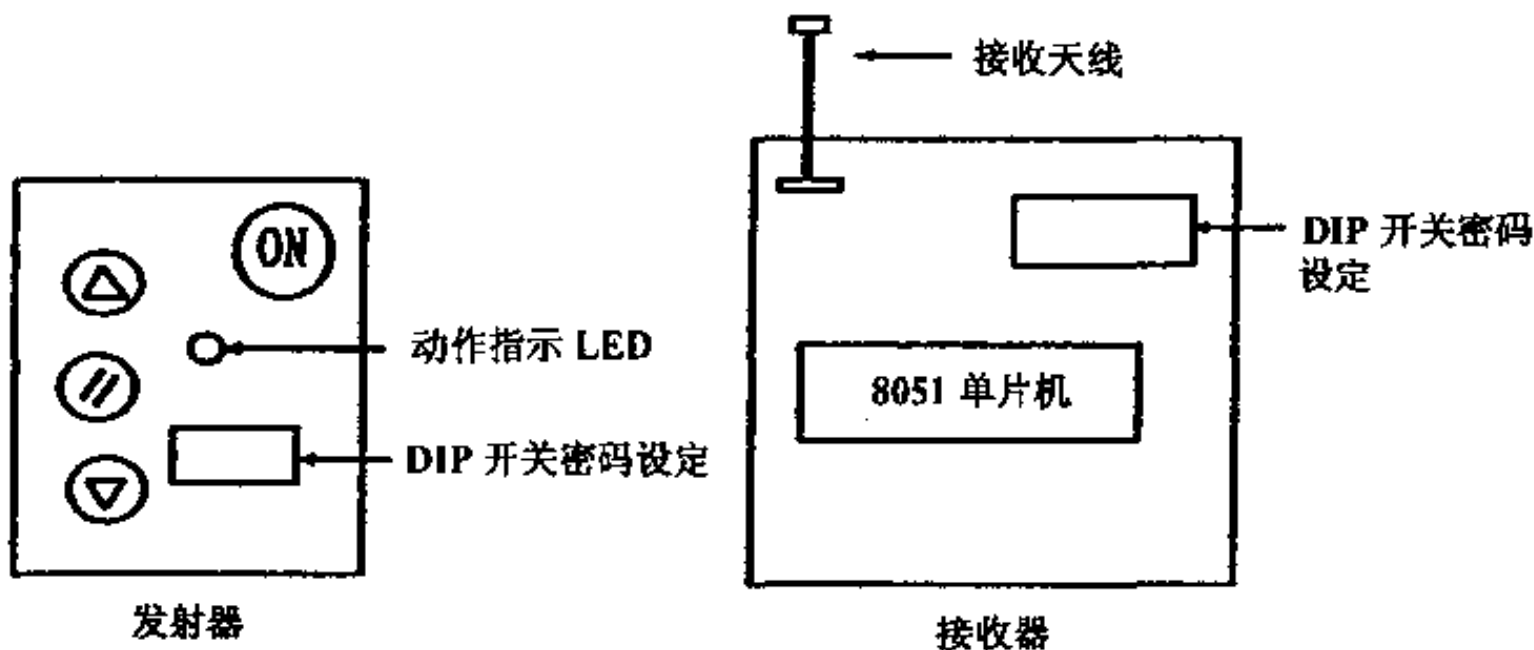 接收天线
ON
DIP 开关密码
设定
动作指示 LED
8051 单片机
DIP 开关密码设定
发射器
接收器